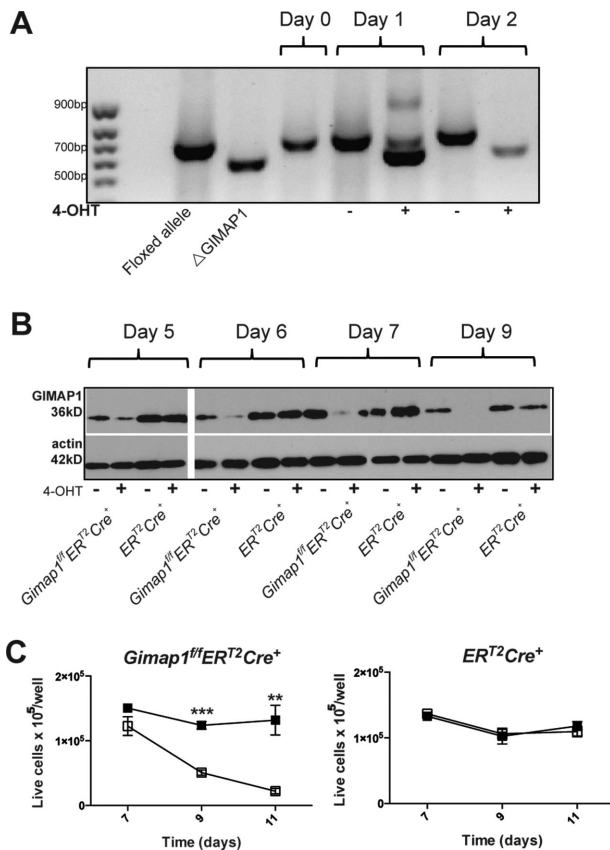 A
Day 0 Day 1 Day 2
900bp
700bp
500bp
4-OHT - + - +
Floxed allele
△GIMAP1
B
Day 5 Day 6 Day 7 Day 9
GIMAP1
36kD
actin
42kD
4-OHT - + - + - + - + - + - + - + - +
Gimap1f/fERT2Cre+ ERT2Cre+ Gimap1f/fERT2Cre+ ERT2Cre+ Gimap1f/fERT2Cre+ ERT2Cre+ Gimap1f/fERT2Cre+ ERT2Cre+
C
Gimap1f/fERT2Cre+
Live cells x 10⁵/well
2×10⁵
1×10⁵
0
*** **
7 9 11
Time (days)
ERT2Cre+
Live cells x 10⁵/well
2×10⁵
1×10⁵
0
7 9 11
Time (days)